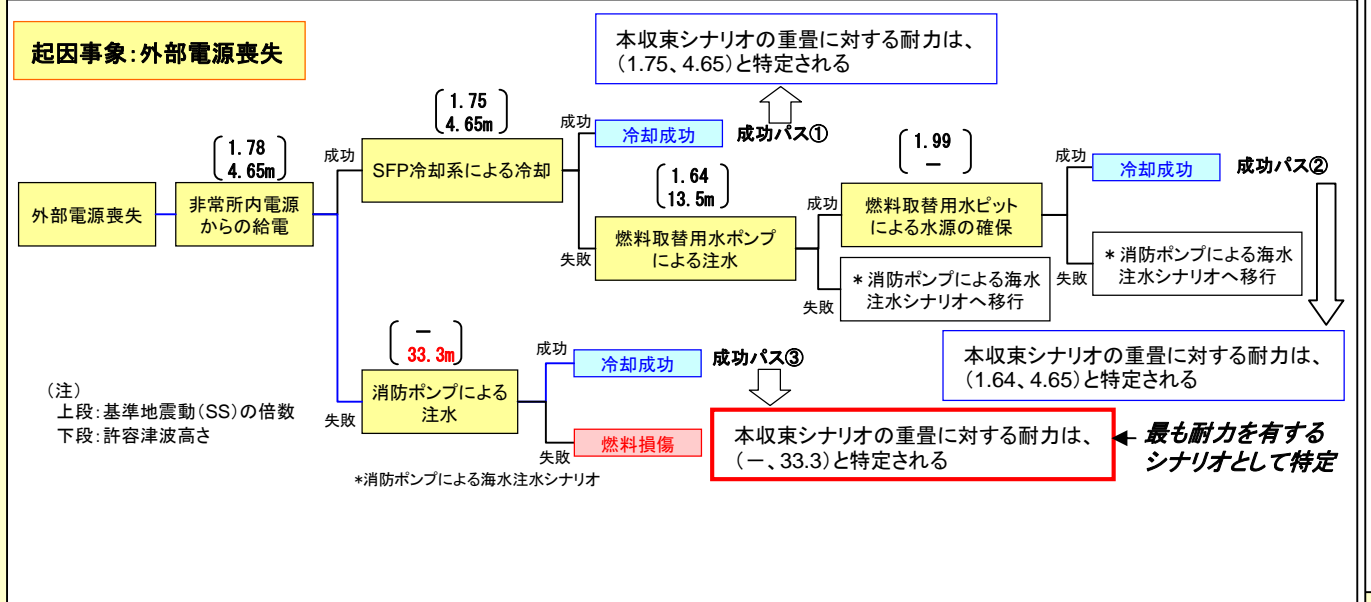 起因事象:外部電源喪失
本収束シナリオの重畳に対する耐力は、
(1.75、4.65)と特定される
1.75
4.65m
成功
冷却成功
成功パス①
1.78
4.65m
成功
SFP冷却系による冷却
1.64
13.5m
1.99
－
成功
冷却成功
成功パス②
外部電源喪失
非常所内電源
からの給電
成功
燃料取替用水ピット
による水源の確保
失敗
燃料取替用水ポンプ
による注水
＊消防ポンプによる海水
注水シナリオへ移行
失敗
＊消防ポンプによる海水
注水シナリオへ移行
失敗
－
33.3m
成功
冷却成功
成功パス③
本収束シナリオの重畳に対する耐力は、
(1.64、4.65)と特定される
(注)
上段:基準地震動(SS)の倍数
下段:許容津波高さ
失敗
消防ポンプによる
注水
失敗
燃料損傷
本収束シナリオの重畳に対する耐力は、
(－、33.3)と特定される
最も耐力を有する
シナリオとして特定
*消防ポンプによる海水注水シナリオ